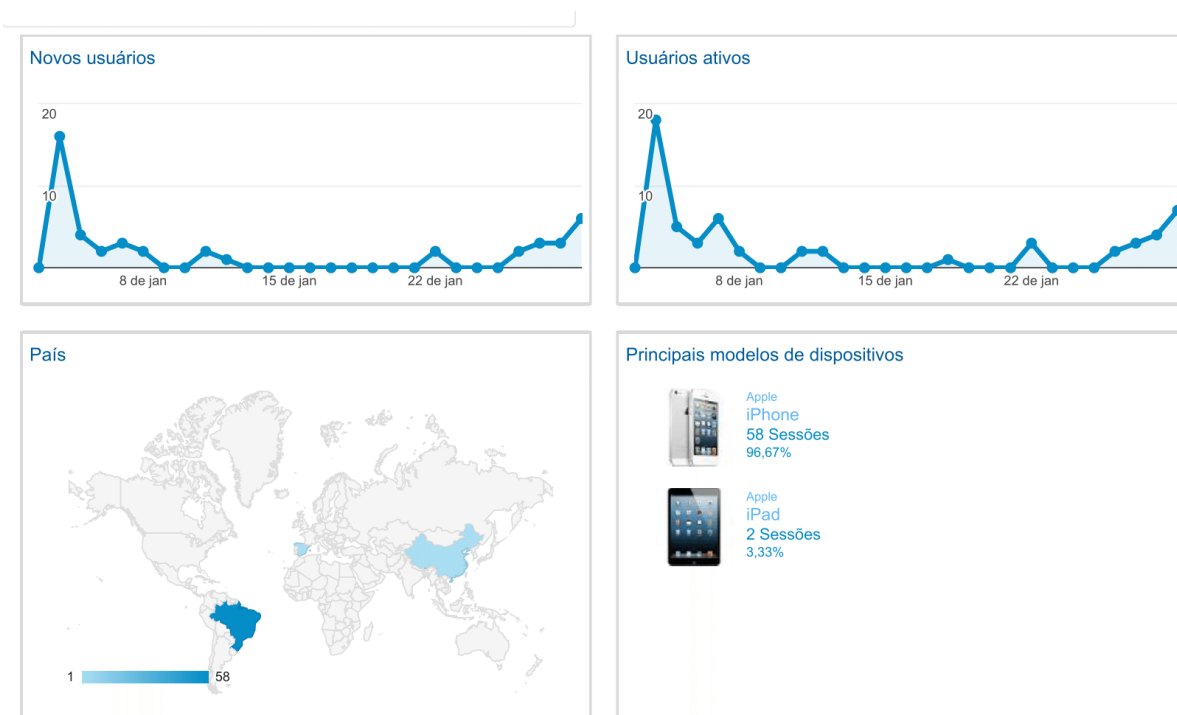 Novos usuários
20
10
8 de jan
15 de jan
22 de jan
Usuários ativos
20
10
8 de jan
15 de jan
22 de jan
País
1
58
Principais modelos de dispositivos
Apple
iPhone
58 Sessões
96,67%
Apple
iPad
2 Sessões
3,33%